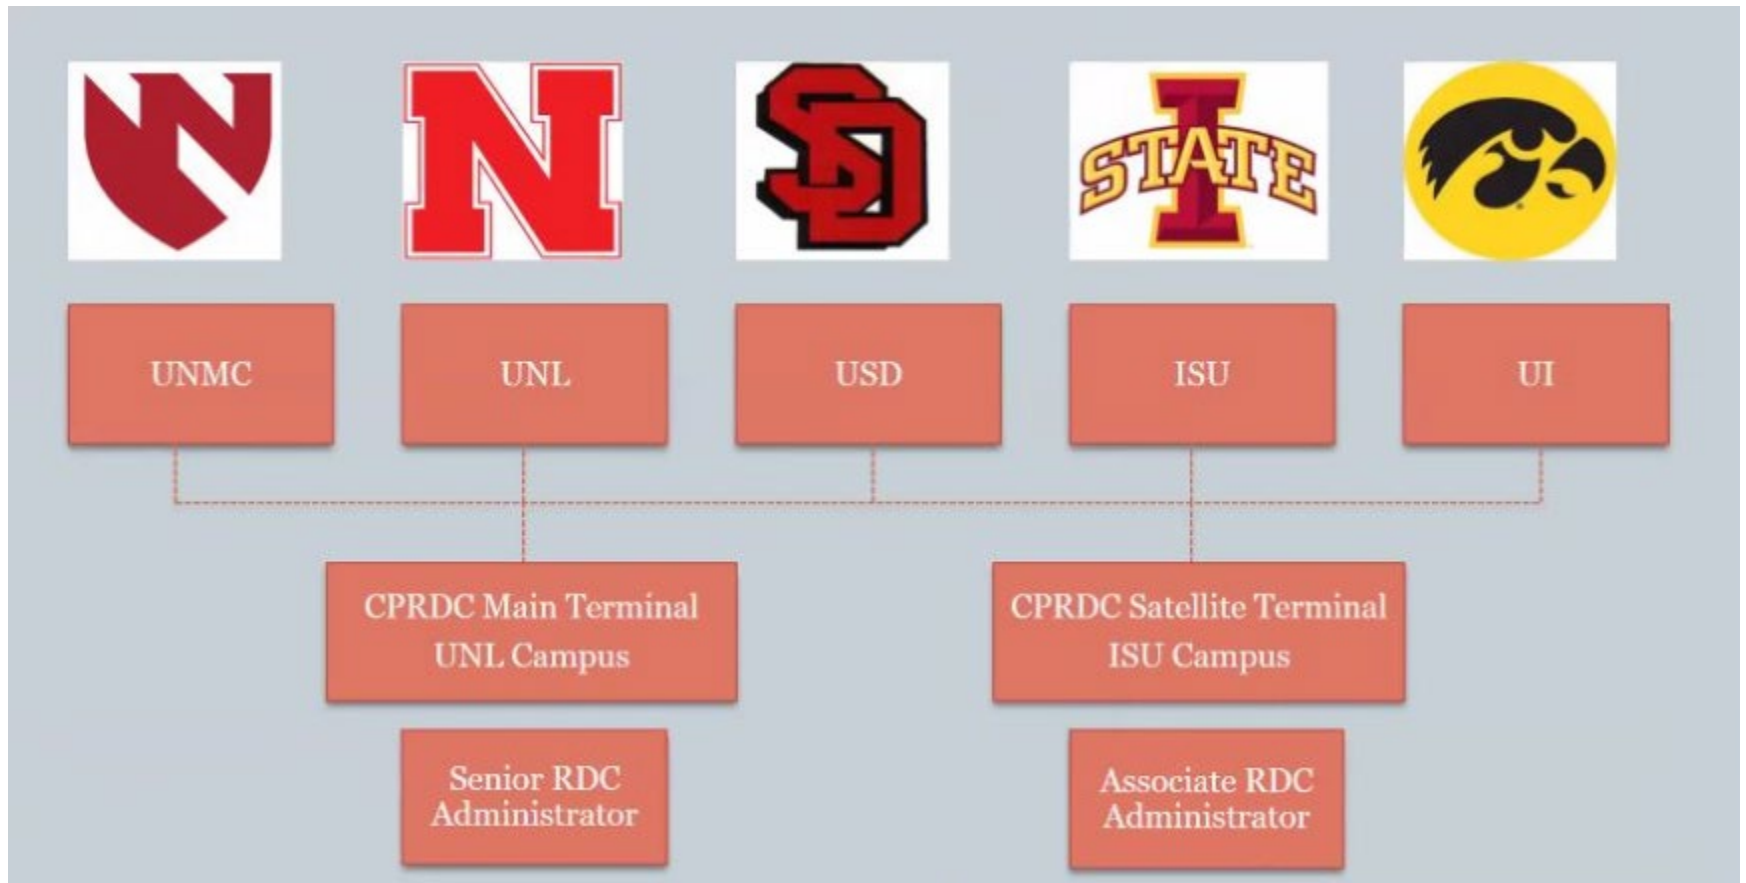 N
SD
STATE
I
UNMC
UNL
USD
ISU
UI
CPRDC Main Terminal
UNL Campus
CPRDC Satellite Terminal
ISU Campus
Senior RDC
Administrator
Associate RDC
Administrator